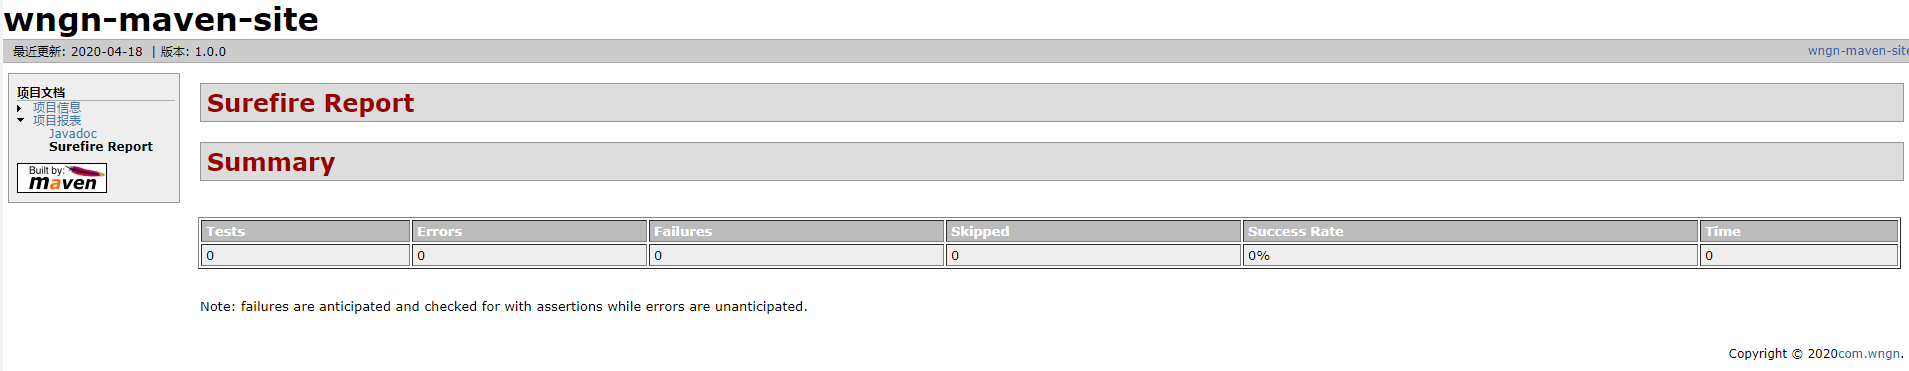 wngn-maven-site
最近更新: 2020-04-18 | 版本: 1.0.0
wngn-maven-site
项目文档
项目信息
项目报表
Javadoc
Surefire Report
Built by:
maven
Surefire Report
Summary
Tests Errors Failures Skipped Success Rate Time
0 0 0 0 0% 0
Note: failures are anticipated and checked for with assertions while errors are unanticipated.
Copyright © 2020com.wngn.